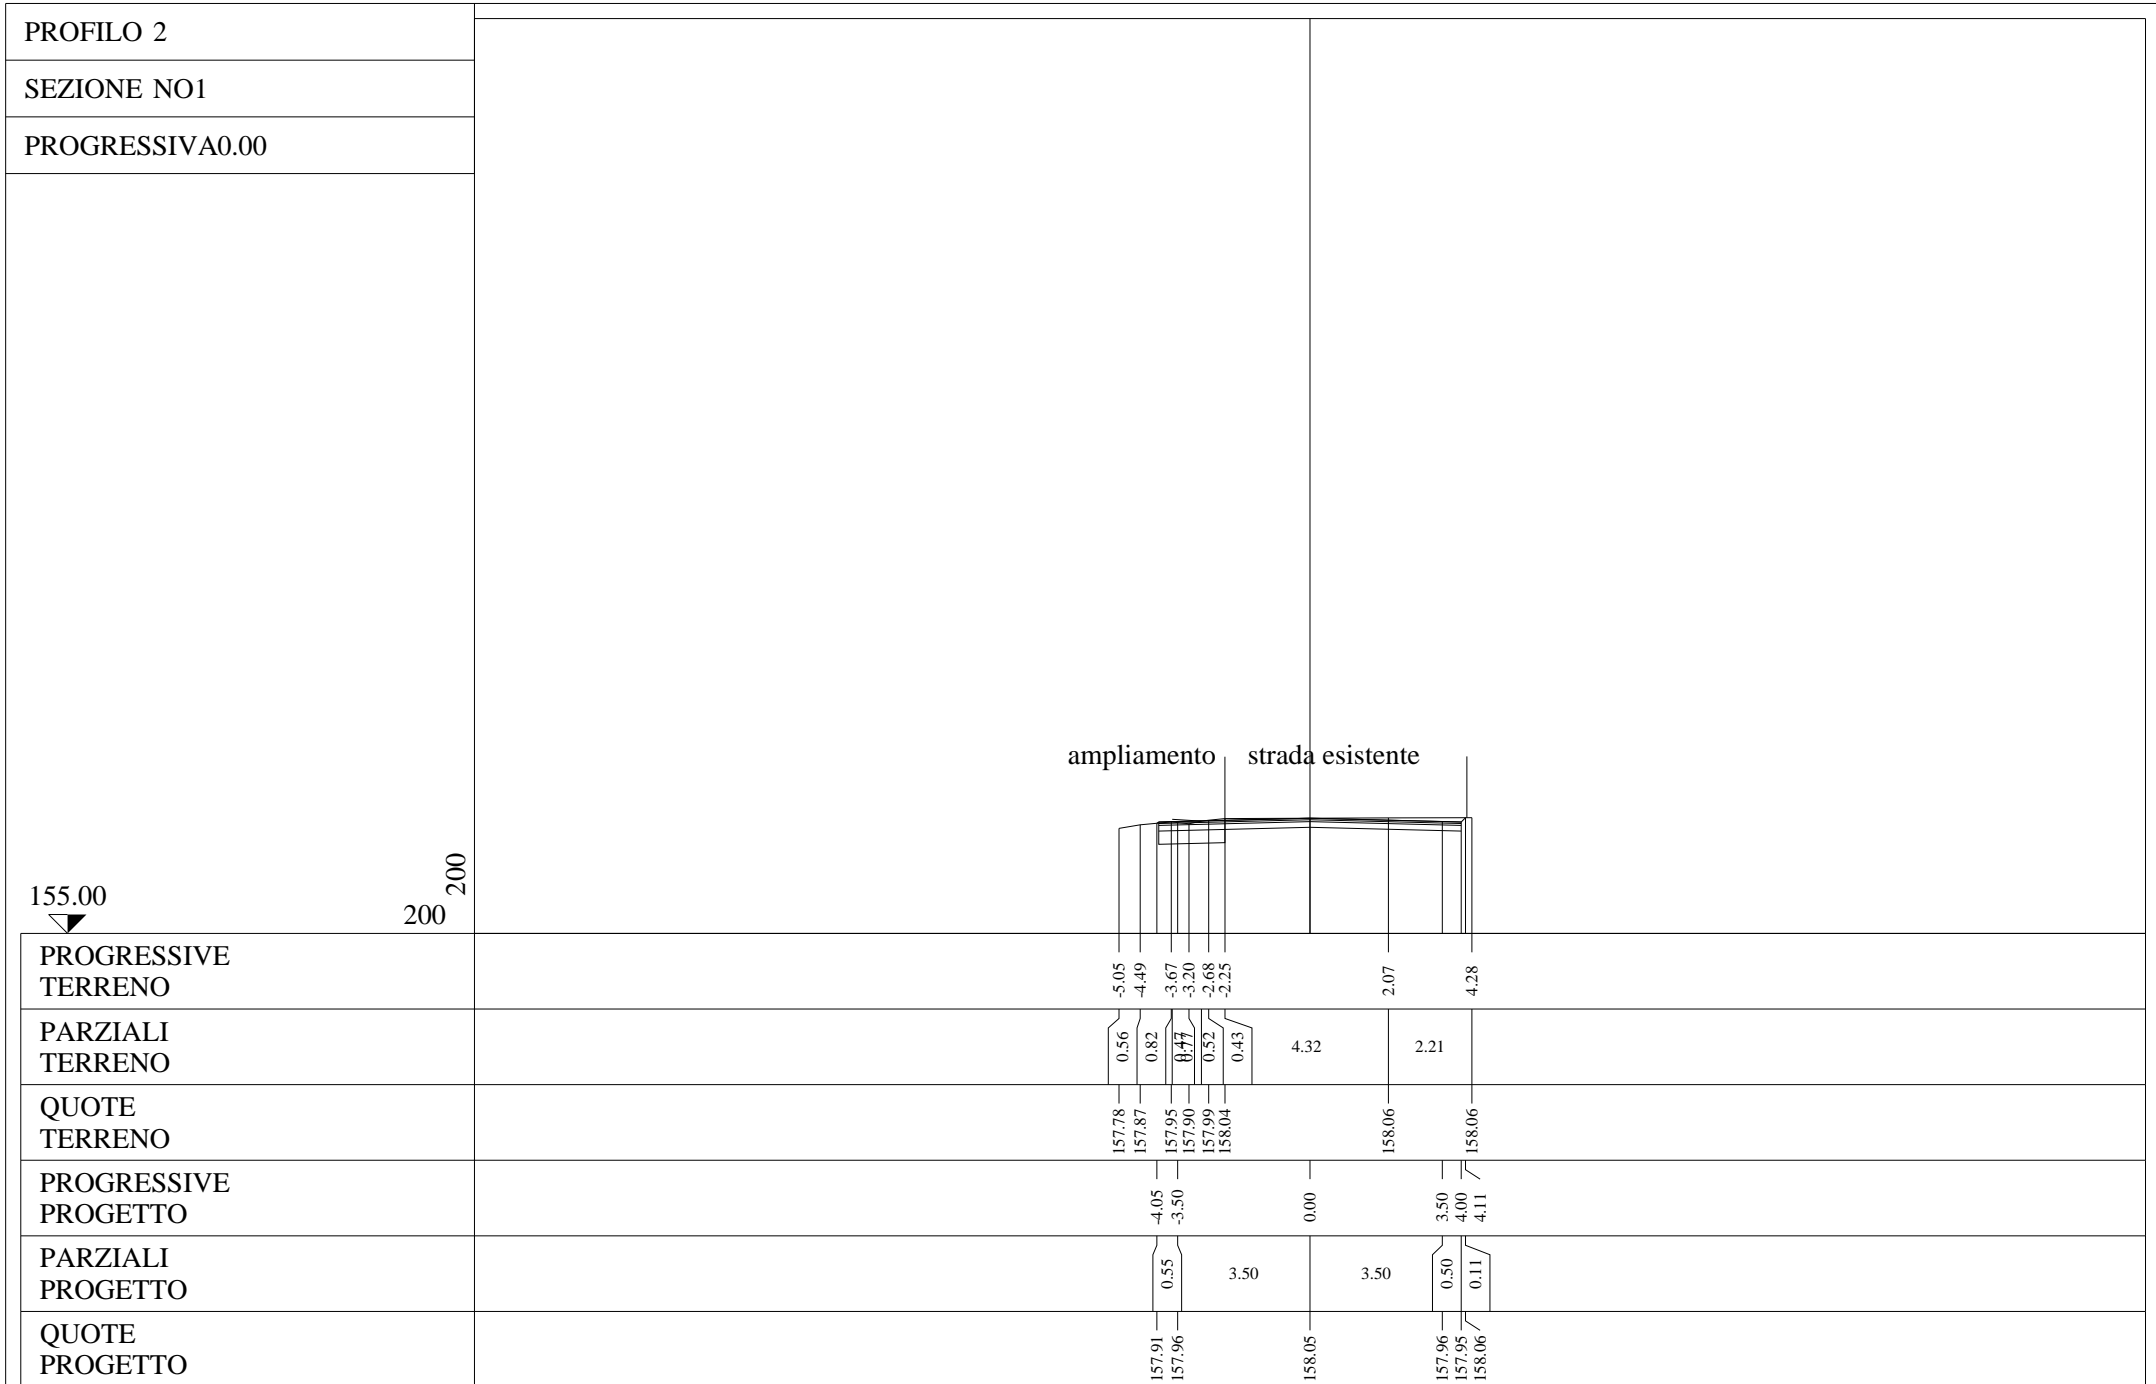 PROFILO 2
SEZIONE NO1
PROGRESSIVA0.00
ampliamento strada esistente
155.00
200
200
PROGRESSIVE
TERRENO
-5.05 -4.49 -3.67 -3.20 -2.68 -2.25 2.07 4.28
PARZIALI
TERRENO
0.56 0.82 0.47 0.77 0.52 0.43 4.32 2.21
QUOTE
TERRENO
157.78 157.87 157.95 157.90 157.99 158.04 158.06 158.06
PROGRESSIVE
PROGETTO
-4.05 -3.50 0.00 3.50 4.00 4.11
PARZIALI
PROGETTO
0.55 3.50 3.50 0.50 0.11
QUOTE
PROGETTO
157.91 157.96 158.05 157.96 157.95 158.06